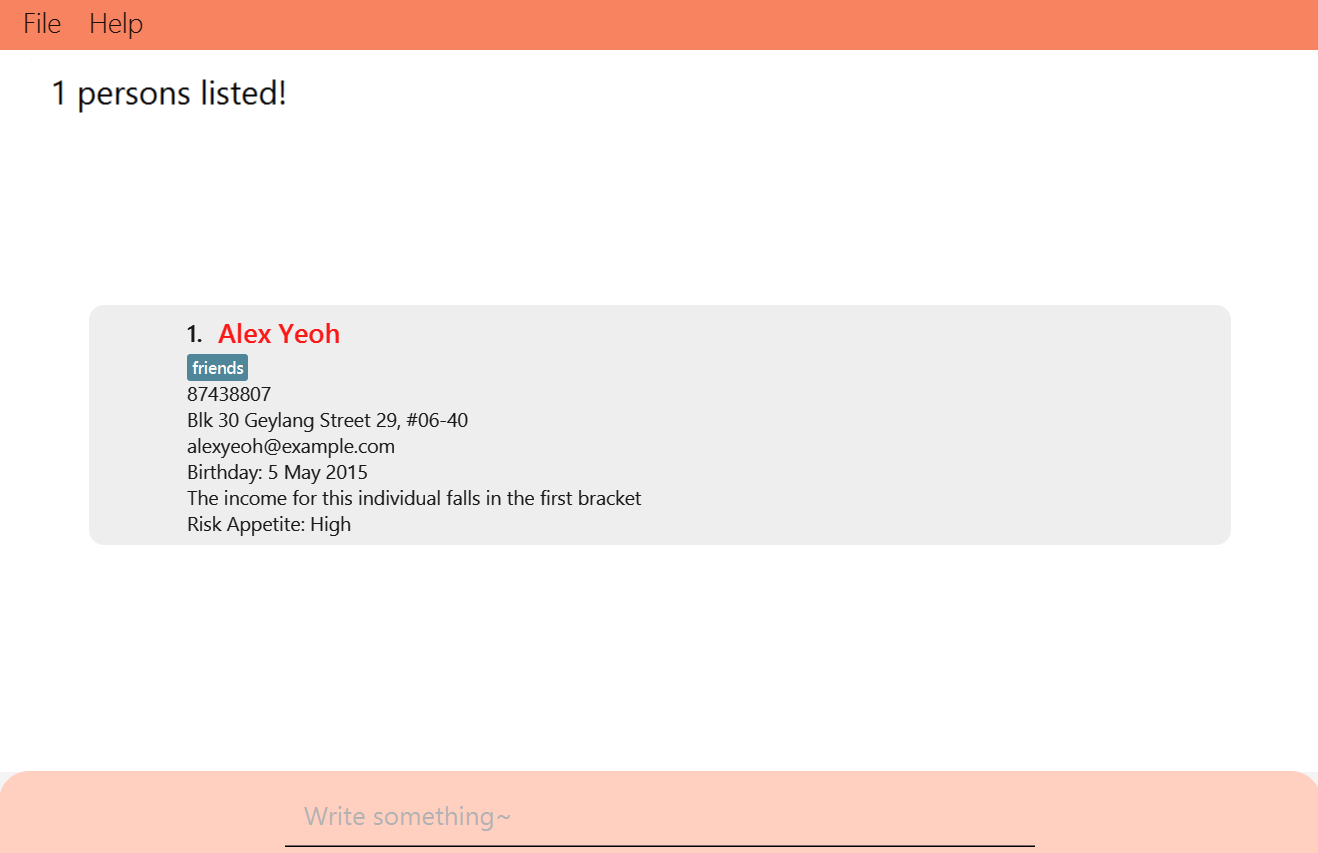 File Help
1 persons listed!
1. Alex Yeoh
friends
87438807
Blk 30 Geylang Street 29, #06-40
alexyeoh@example.com
Birthday: 5 May 2015
The income for this individual falls in the first bracket
Risk Appetite: High
Write something~